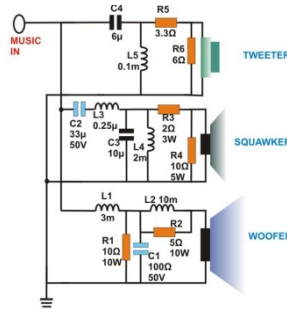 C4
6µ
R5
3.3Ω
MUSIC
IN
L5
0.1m
R6
6Ω
TWEETER
C2
33µ
50V
L3
0.25µ
C3
10µ
L4
2m
R3
2Ω
3W
R4
10Ω
5W
SQUAWKER
L1
3m
L2 10m
R1
10Ω
10W
R2
5Ω
10W
C1
100Ω
50V
WOOFER